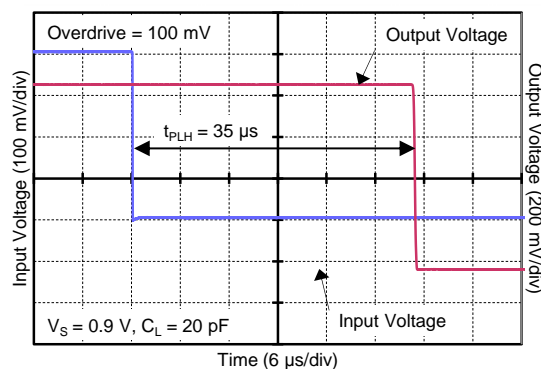 Overdrive = 100 mV
Output Voltage
t_PLH = 35 µs
Input Voltage (100 mV/div)
Output Voltage (200 mV/div)
Input Voltage
V_S = 0.9 V, C_L = 20 pF
Time (6 µs/div)